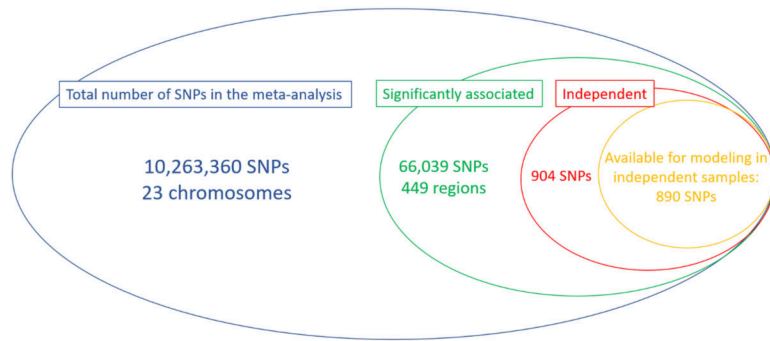 Total number of SNPs in the meta-analysis
Significantly associated
Independent
10,263,360 SNPs
23 chromosomes
66,039 SNPs
449 regions
904 SNPs
Available for modeling in
independent samples:
890 SNPs